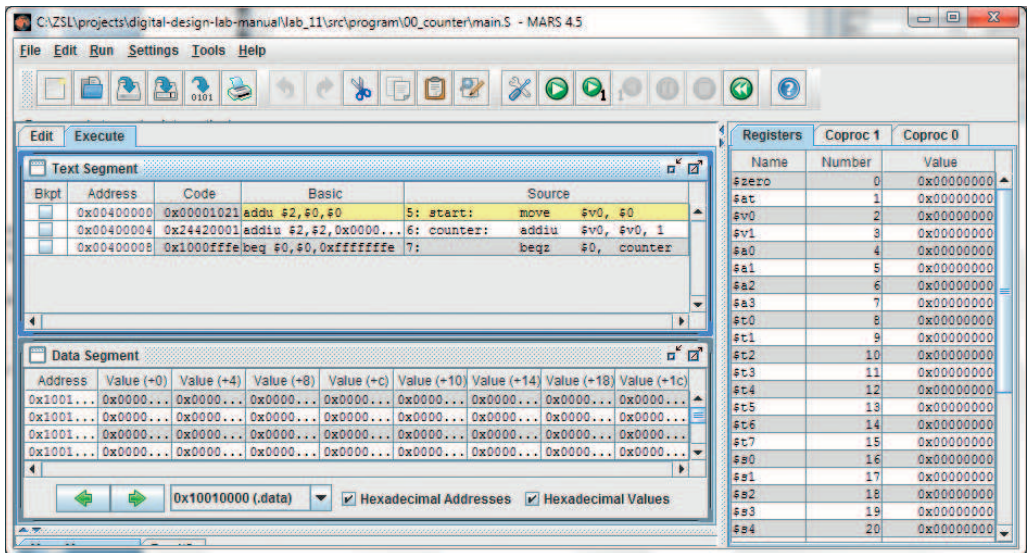 C:\ZSL\projects\digital-design-lab-manual\lab_11\src\program\00_counter\main.S - MARS 4.5
File Edit Run Settings Tools Help
0101
1
Edit Execute
Text Segment
Bkpt Address Code Basic Source
0x00400000 0x00001021 addu $2,$0,$0 5: start: move $v0, $0
0x00400004 0x24420001 addiu $2,$2,0x0000... 6: counter: addiu $v0, $v0, 1
0x00400008 0x1000fffe beq $0,$0,0xfffffffe 7: beqz $0, counter
Data Segment
Address Value (+0) Value (+4) Value (+8) Value (+c) Value (+10) Value (+14) Value (+18) Value (+1c)
0x1001... 0x0000... 0x0000... 0x0000... 0x0000... 0x0000... 0x0000... 0x0000... 0x0000...
0x1001... 0x0000... 0x0000... 0x0000... 0x0000... 0x0000... 0x0000... 0x0000... 0x0000...
0x1001... 0x0000... 0x0000... 0x0000... 0x0000... 0x0000... 0x0000... 0x0000... 0x0000...
0x1001... 0x0000... 0x0000... 0x0000... 0x0000... 0x0000... 0x0000... 0x0000... 0x0000...
0x10010000 (.data) Hexadecimal Addresses Hexadecimal Values
Registers Coproc 1 Coproc 0
Name Number Value
$zero 0 0x00000000
$at 1 0x00000000
$v0 2 0x00000000
$v1 3 0x00000000
$a0 4 0x00000000
$a1 5 0x00000000
$a2 6 0x00000000
$a3 7 0x00000000
$t0 8 0x00000000
$t1 9 0x00000000
$t2 10 0x00000000
$t3 11 0x00000000
$t4 12 0x00000000
$t5 13 0x00000000
$t6 14 0x00000000
$t7 15 0x00000000
$s0 16 0x00000000
$s1 17 0x00000000
$s2 18 0x00000000
$s3 19 0x00000000
$s4 20 0x00000000